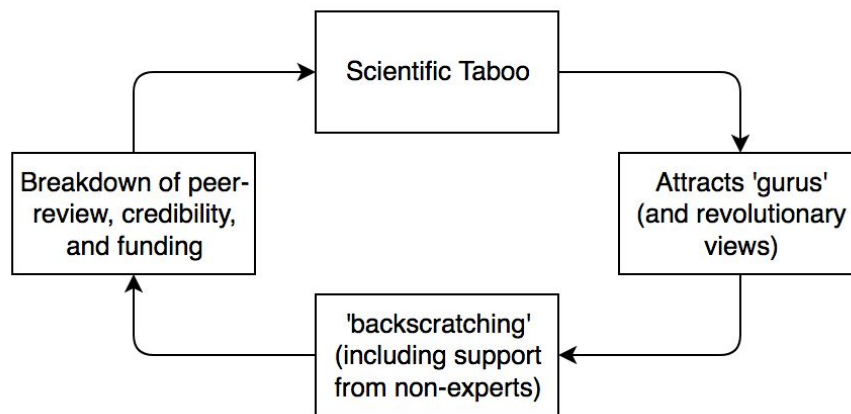 Scientific Taboo
Attracts 'gurus'
(and revolutionary
views)
'backscratching'
(including support
from non-experts)
Breakdown of peer-
review, credibility,
and funding